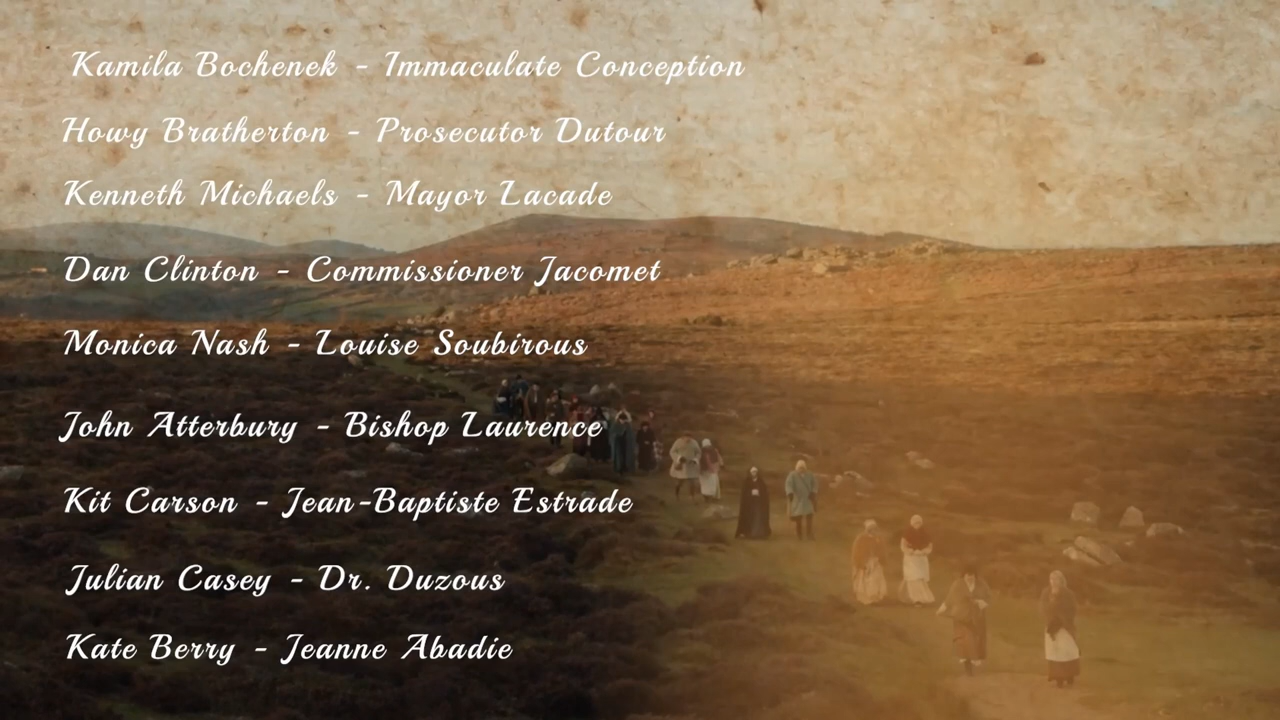 Kamila Bochenek - Immaculate Conception
Howy Bratherton - Prosecutor Dutour
Kenneth Michaels - Mayor Lacade
Dan Clinton - Commissioner Jacomet
Monica Nash - Louise Soubirous
John Atterbury - Bishop Laurence
Kit Carson - Jean-Baptiste Estrade
Julian Casey - Dr. Duzous
Kate Berry - Jeanne Abadie